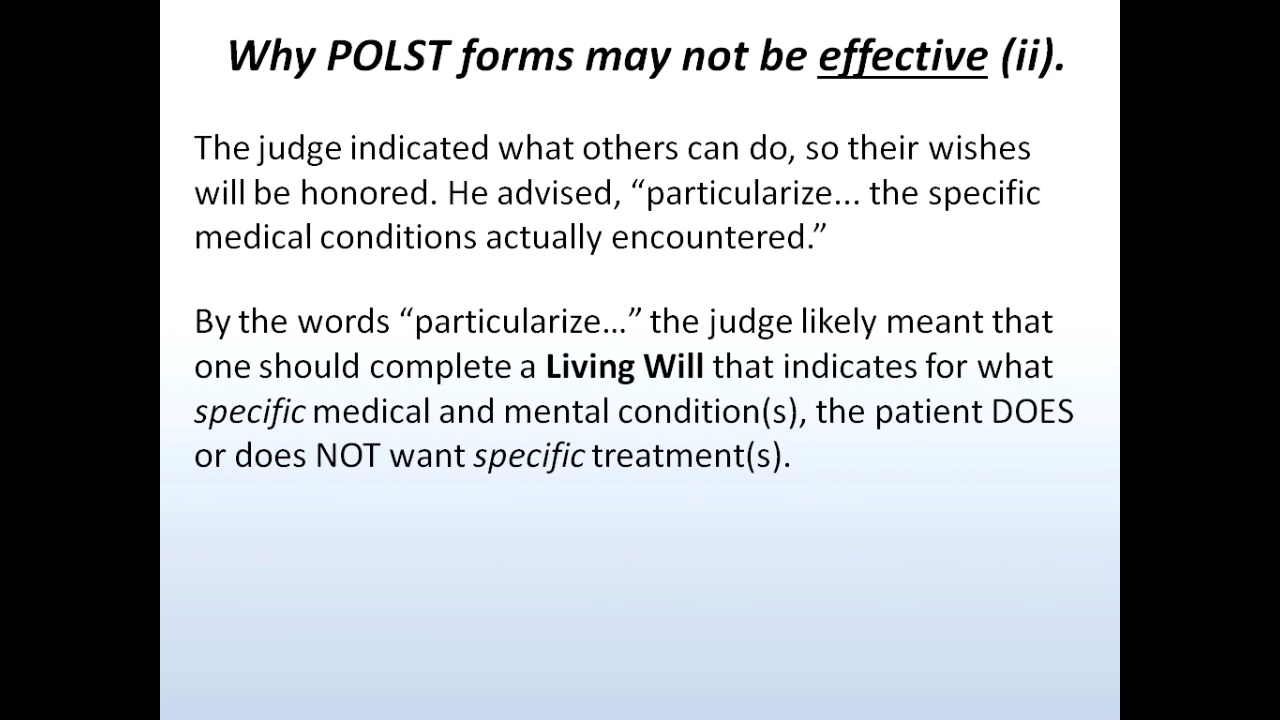 Why POLST forms may not be effective (ii).
The judge indicated what others can do, so their wishes
will be honored. He advised, “particularize... the specific
medical conditions actually encountered.”
By the words “particularize...” the judge likely meant that
one should complete a Living Will that indicates for what
specific medical and mental condition(s), the patient DOES
or does NOT want specific treatment(s).